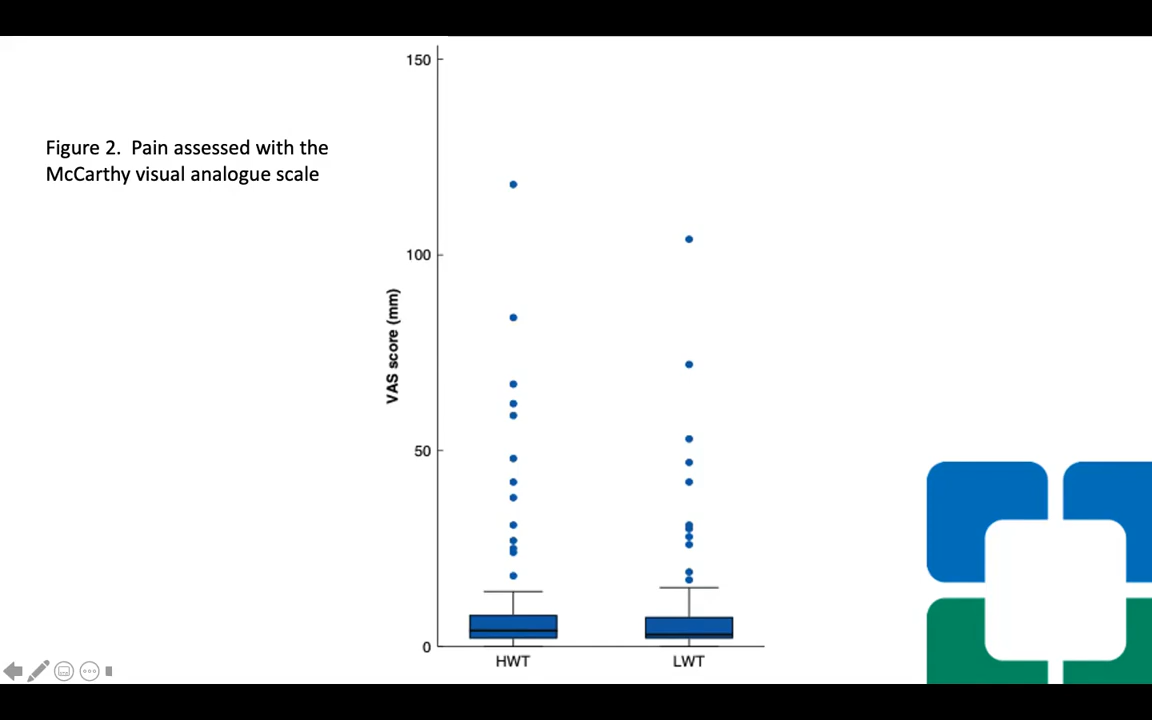 Figure 2.  Pain assessed with the
McCarthy visual analogue scale
150
100
50
0
VAS score (mm)
HWT
LWT